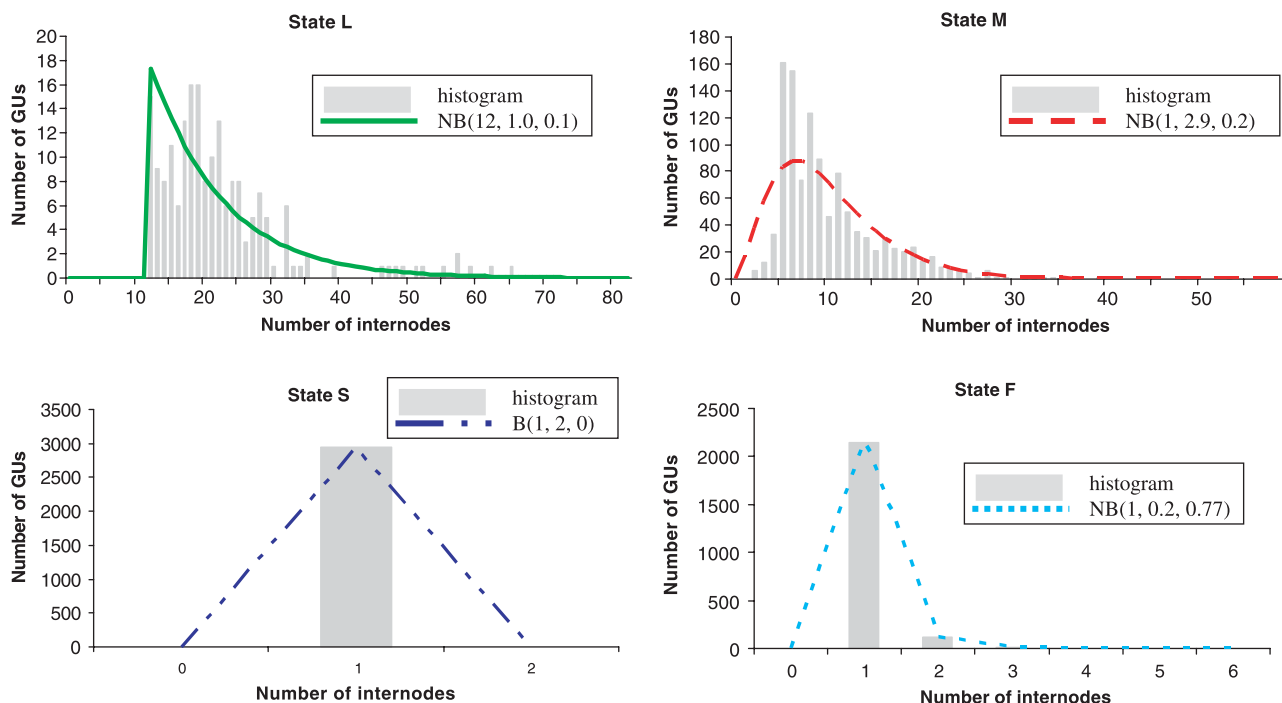 State L
20
18
16
14
12
10
8
6
4
2
0
Number of GUs
histogram
NB(12, 1.0, 0.1)
0 10 20 30 40 50 60 70 80
Number of internodes
State M
180
160
140
120
100
80
60
40
20
0
Number of GUs
histogram
NB(1, 2.9, 0.2)
0 10 20 30 40 50
Number of internodes
State S
3500
3000
2500
2000
1500
1000
500
0
Number of GUs
histogram
B(1, 2, 0)
0 1 2
Number of internodes
State F
2500
2000
1500
1000
500
0
Number of GUs
histogram
NB(1, 0.2, 0.77)
0 1 2 3 4 5 6
Number of internodes